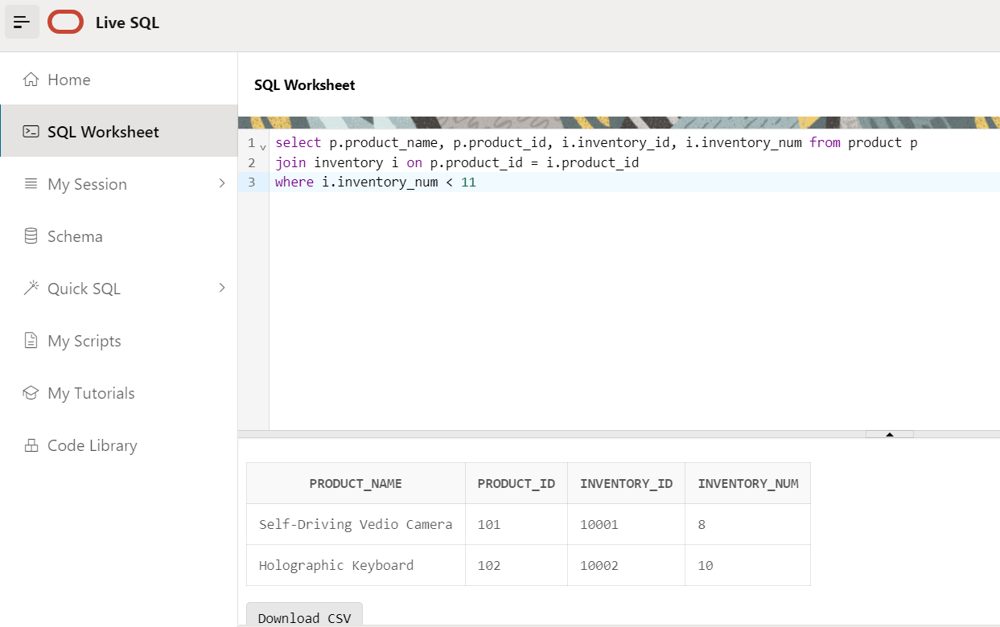 Live SQL
Home
SQL Worksheet
My Session
Schema
Quick SQL
My Scripts
My Tutorials
Code Library
SQL Worksheet
1 select p.product_name, p.product_id, i.inventory_id, i.inventory_num from product p
2 join inventory i on p.product_id = i.product_id
3 where i.inventory_num < 11
PRODUCT_NAME PRODUCT_ID INVENTORY_ID INVENTORY_NUM
Self-Driving Vedio Camera 101 10001 8
Holographic Keyboard 102 10002 10
Download CSV